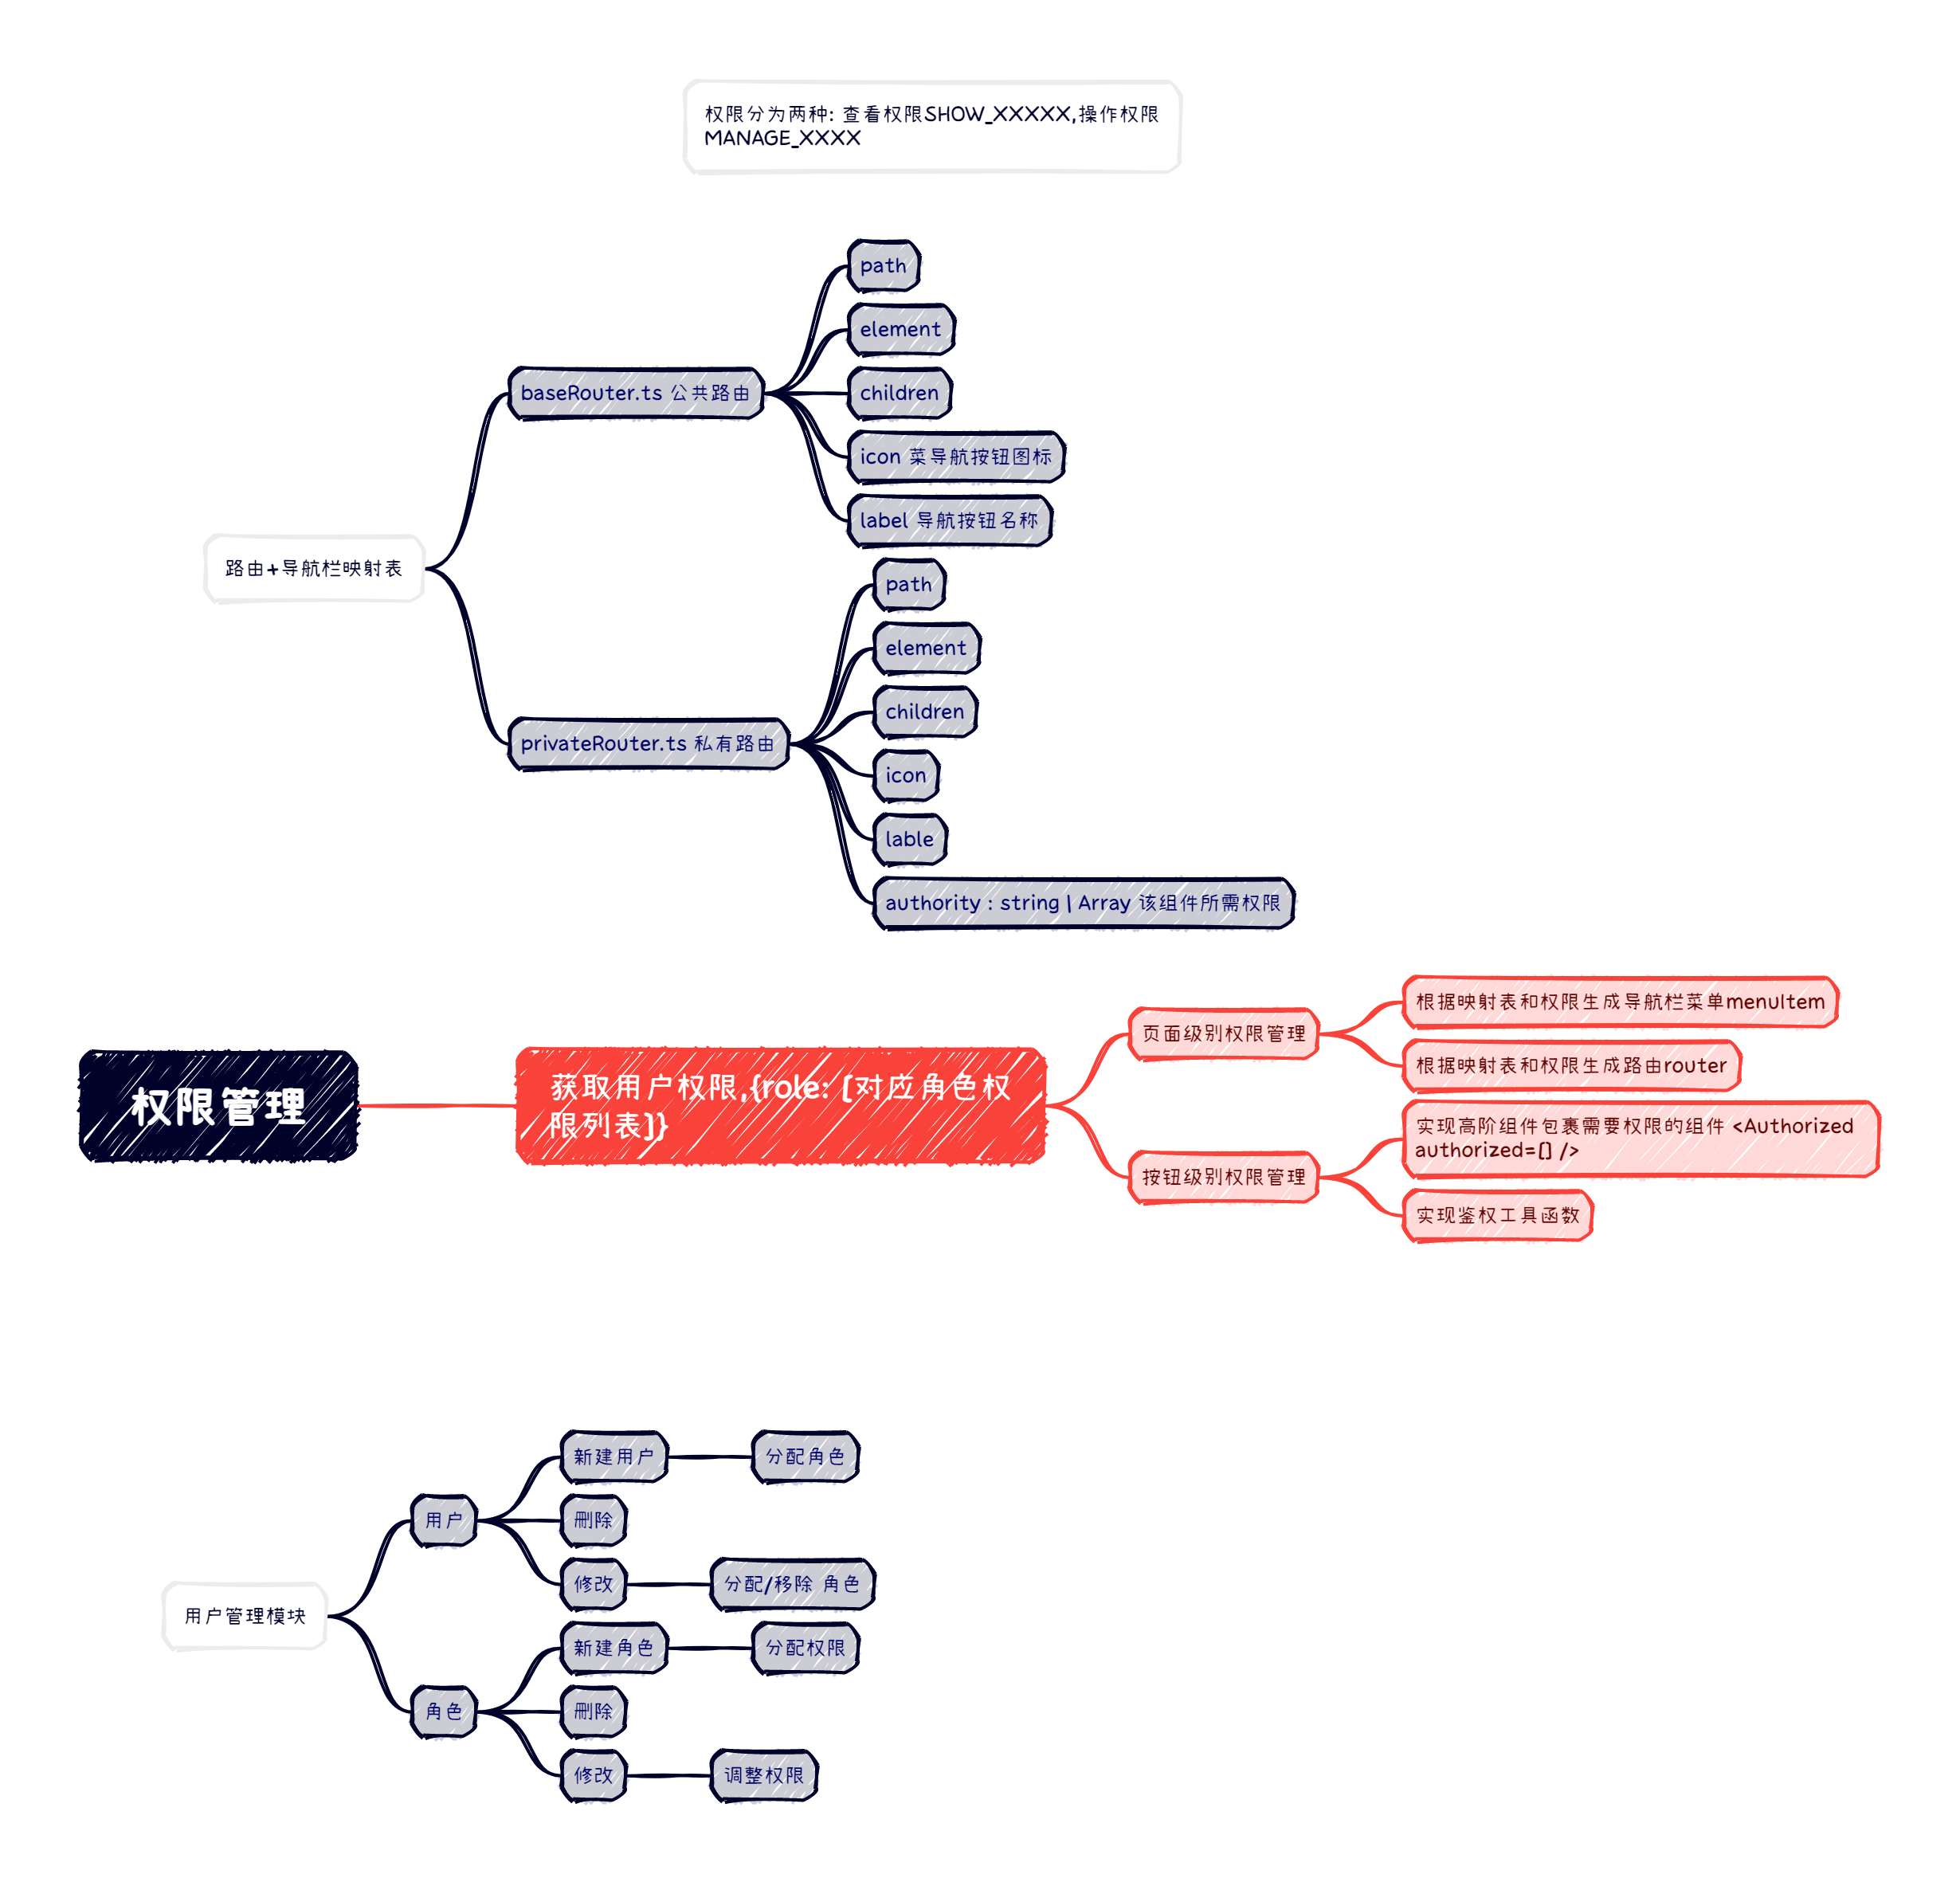 权限分为两种: 查看权限SHOW_XXXXX,操作权限
MANAGE_XXXX
路由+导航栏映射表
baseRouter.ts 公共路由
path
element
children
icon 菜导航按钮图标
label 导航按钮名称
privateRouter.ts 私有路由
path
element
children
icon
lable
authority : string | Array 该组件所需权限
权限管理
获取用户权限,{role: [对应角色权
限列表]}
页面级别权限管理
根据映射表和权限生成导航栏菜单menuItem
根据映射表和权限生成路由router
按钮级别权限管理
实现高阶组件包裹需要权限的组件 <Authorized
authorized=[] />
实现鉴权工具函数
用户管理模块
用户
新建用户
分配角色
删除
修改
分配/移除 角色
角色
新建角色
分配权限
删除
修改
调整权限